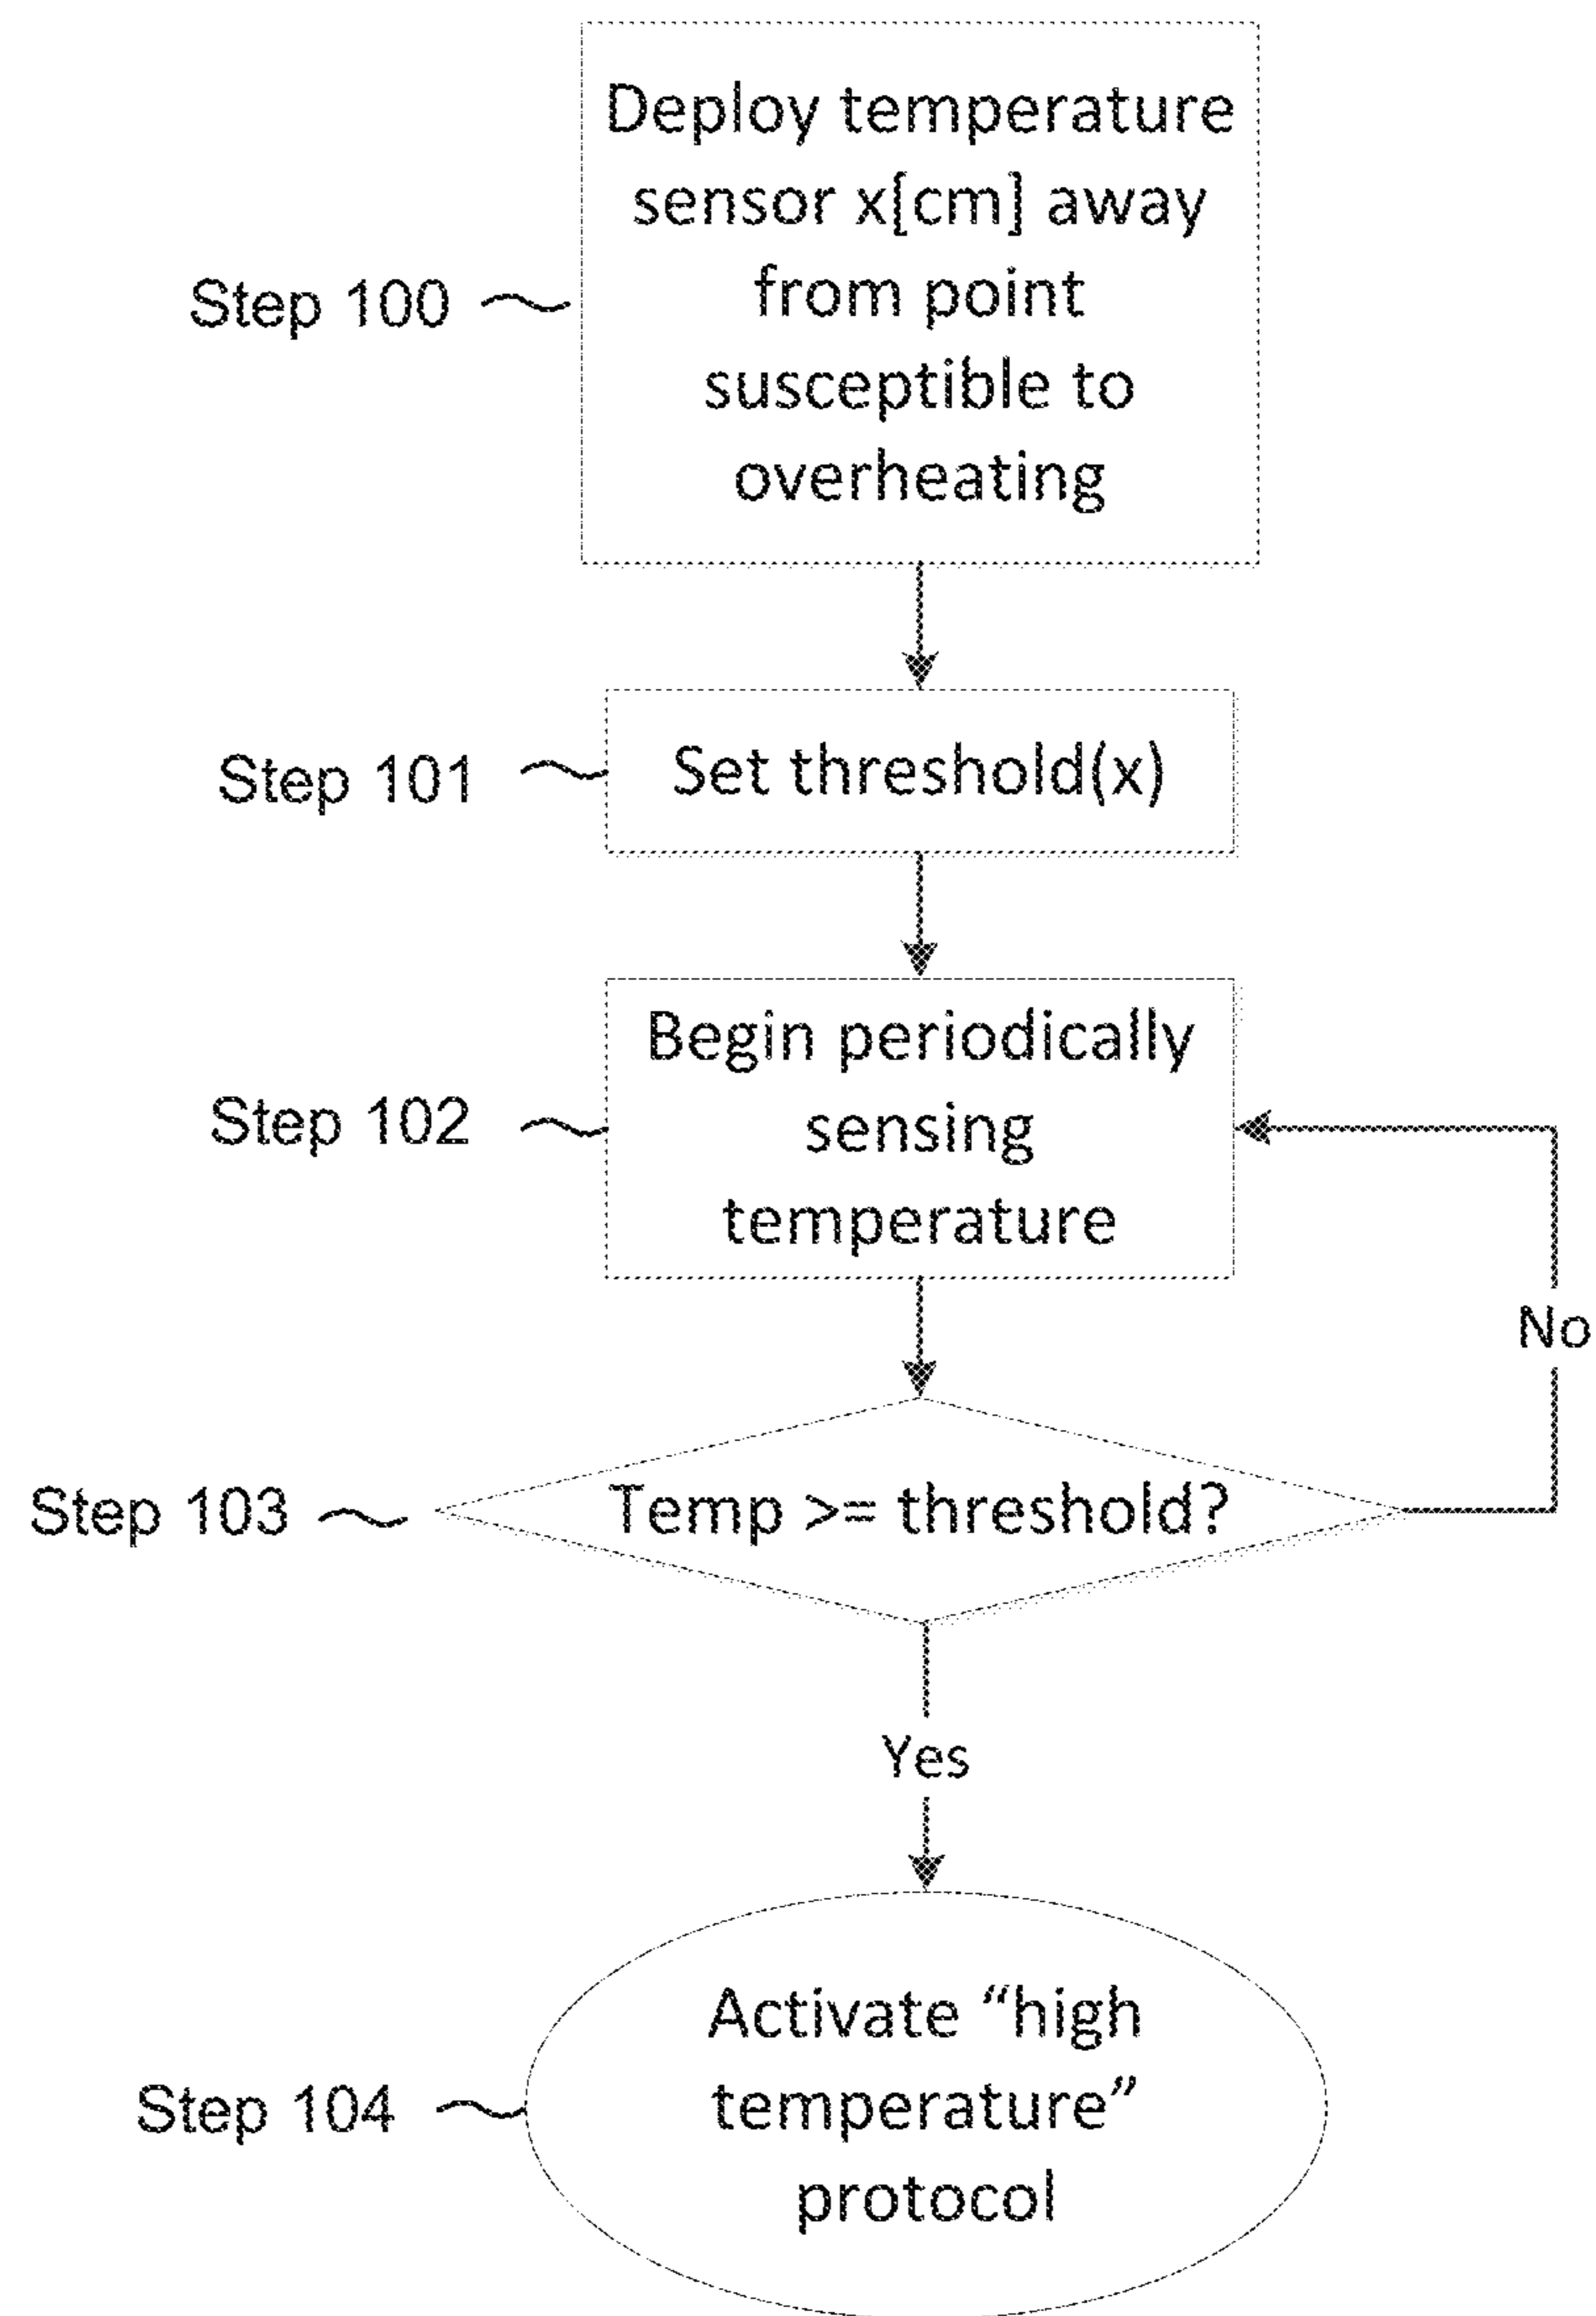 Deploy temperature
sensor x[cm] away
from point
susceptible to
overheating
Step 100
Set threshold(x)
Step 101
Begin periodically
sensing
temperature
Step 102
No
Temp >= threshold?
Step 103
Yes
Activate “high
temperature”
protocol
Step 104